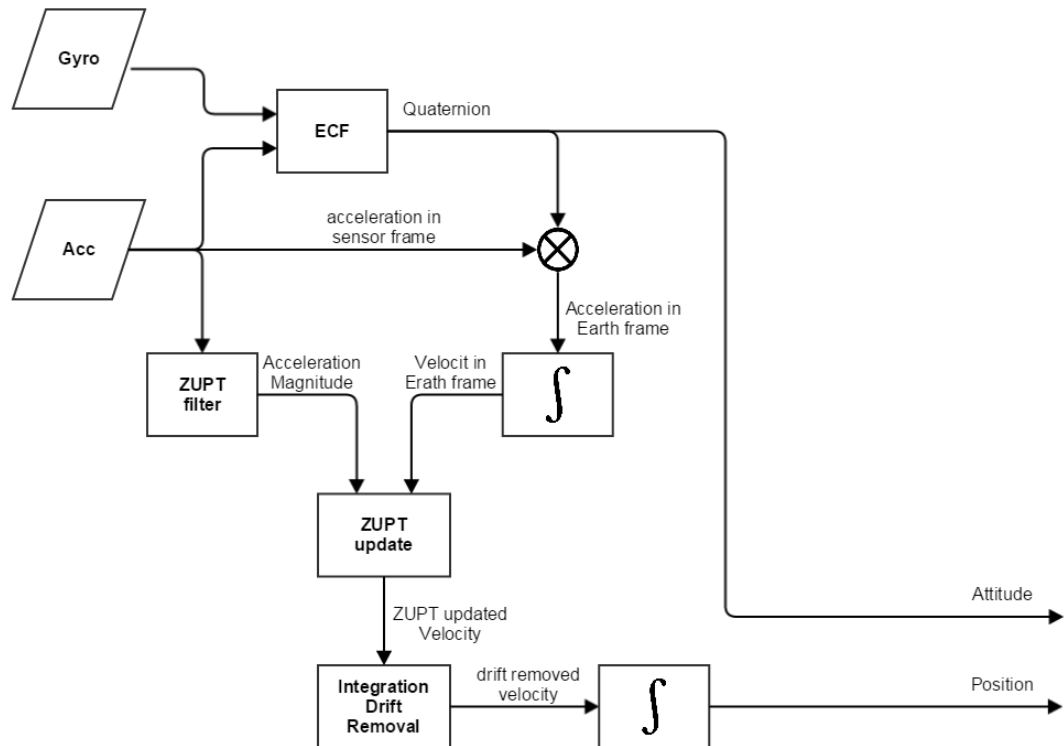 Gyro
Quaternion
ECF
acceleration in
sensor frame
Acc
Acceleration in
Earth frame
Acceleration
Magnitude
Velocit in
Erath frame
ZUPT
filter
∫
ZUPT
update
Attitude
ZUPT updated
Velocity
drift removed
velocity
Position
Integration
Drift
Removal
∫